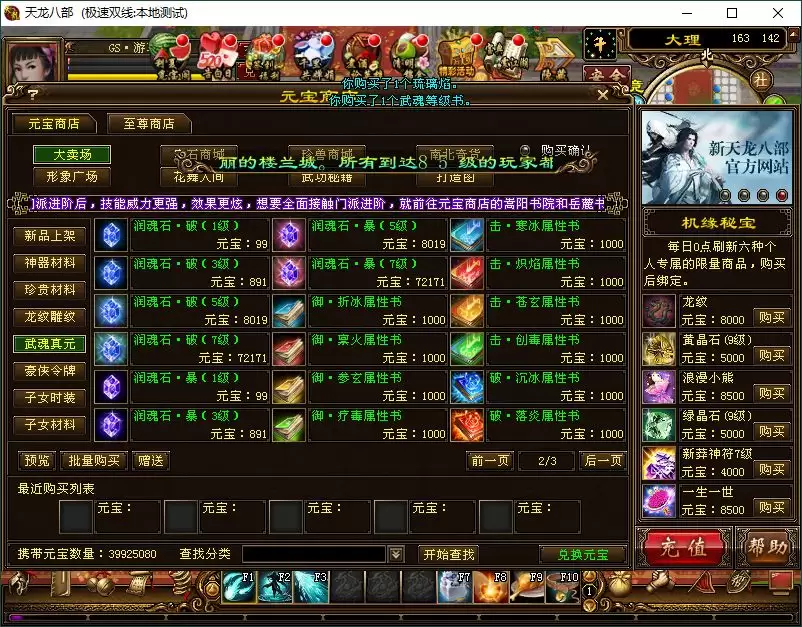 天龙八部 (极速双线:本地测试)
GS·游
大理 163 142
北
你购买了1个琉璃焰。
你购买了1个武魂等级书。
元宝商店
元宝商店 至尊商店
大卖场
购买确认
丽的楼兰城。所有到达85级的玩家都
形象广场 花舞人间 武功秘籍 打造图
门派进阶后，技能威力更强，效果更炫，想要全面接触门派进阶，就前往元宝商店的嵩阳书院和岳麓书
新品上架
神器材料
珍贵材料
龙纹雕纹
武魂真元
豪侠令牌
子女时装
子女材料
润魂石·破（1级）
元宝：99
润魂石·暴（5级）
元宝：8019
击·寒冰属性书
元宝：1000
润魂石·破（3级）
元宝：891
润魂石·暴（7级）
元宝：72171
击·炽焰属性书
元宝：1000
润魂石·破（5级）
元宝：8019
御·折冰属性书
元宝：1000
击·苍玄属性书
元宝：1000
润魂石·破（7级）
元宝：72171
御·禀火属性书
元宝：1000
击·创毒属性书
元宝：1000
润魂石·暴（1级）
元宝：99
御·参玄属性书
元宝：1000
破·沉冰属性书
元宝：1000
润魂石·暴（3级）
元宝：891
御·疗毒属性书
元宝：1000
破·落炎属性书
元宝：1000
预览 批量购买 赠送 前一页 2/3 后一页
最近购买列表
元宝： 元宝： 元宝： 元宝： 元宝：
携带元宝数量：39925080 查找分类 开始查找 兑换元宝
新天龙八部
官方网站
机缘秘宝
每日0点刷新六种个
人专属的限量商品，购买
后绑定。
龙纹
元宝：8000 购买
黄晶石(9级)
元宝：5000 购买
浪漫小熊
元宝：8500 购买
绿晶石(9级)
元宝：5000 购买
新莽神符7级
元宝：4000 购买
一生一世
元宝：8500 购买
充值 帮助
F1 F2 F3 F7 F8 F9 F10 1